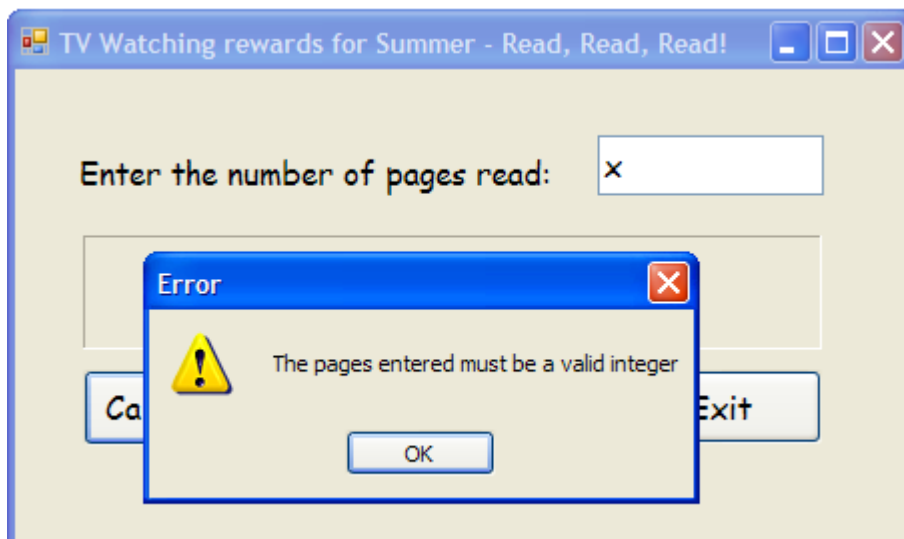 TV Watching rewards for Summer - Read, Read, Read!
Enter the number of pages read:
x
Error
The pages entered must be a valid integer
Ca
Exit
OK